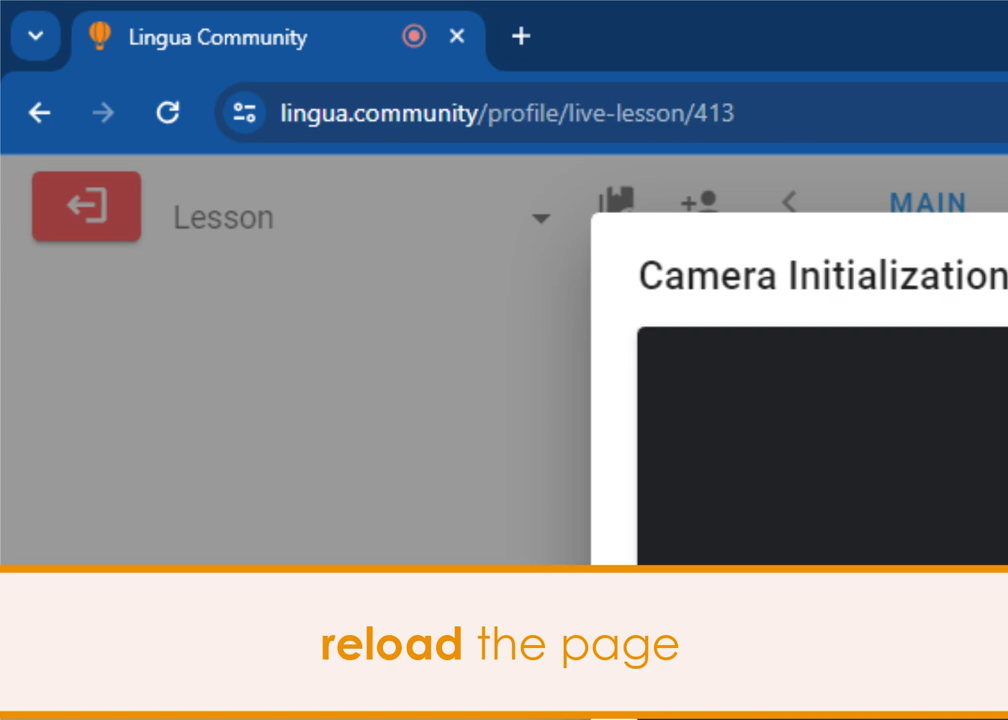 Lingua Community
lingua.community/profile/live-lesson/413
Lesson
MAIN
Camera Initialization
reload the page